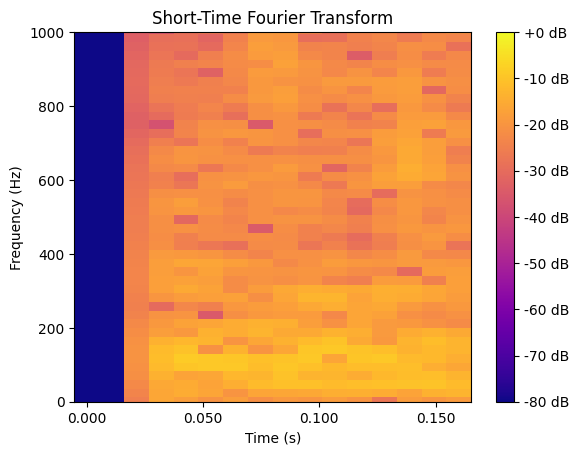 Short-Time Fourier Transform
Frequency (Hz)
1000
800
600
400
200
0
0.000
0.050
0.100
0.150
Time (s)
+0 dB
-10 dB
-20 dB
-30 dB
-40 dB
-50 dB
-60 dB
-70 dB
-80 dB